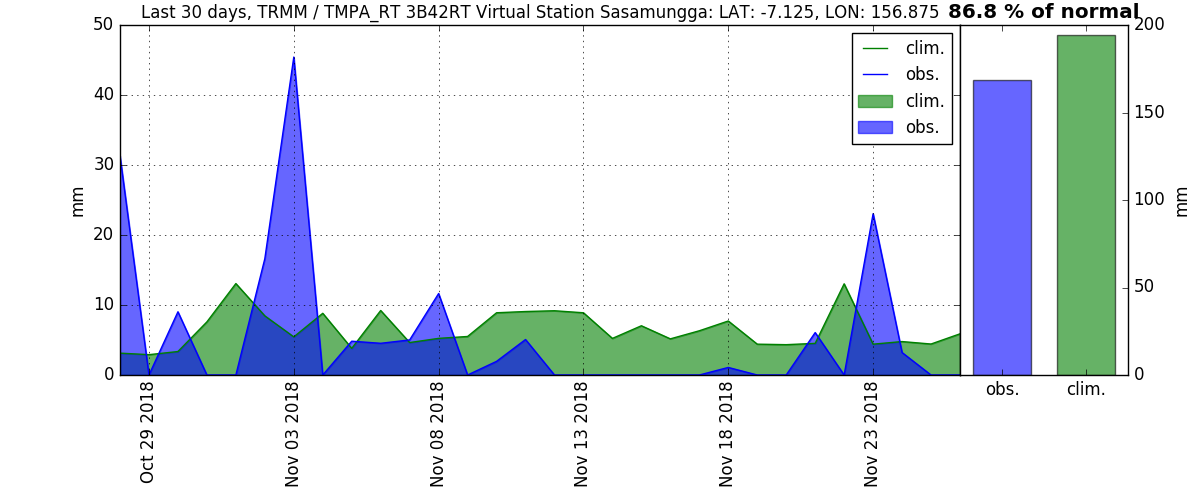 Last 30 days, TRMM / TMPA_RT 3B42RT Virtual Station Sasamungga: LAT: -7.125, LON: 156.875
86.8 % of normal
50
40
30
20
10
0
mm
clim.
obs.
clim.
obs.
200
150
100
50
0
mm
Oct 29 2018
Nov 03 2018
Nov 08 2018
Nov 13 2018
Nov 18 2018
Nov 23 2018
obs.
clim.